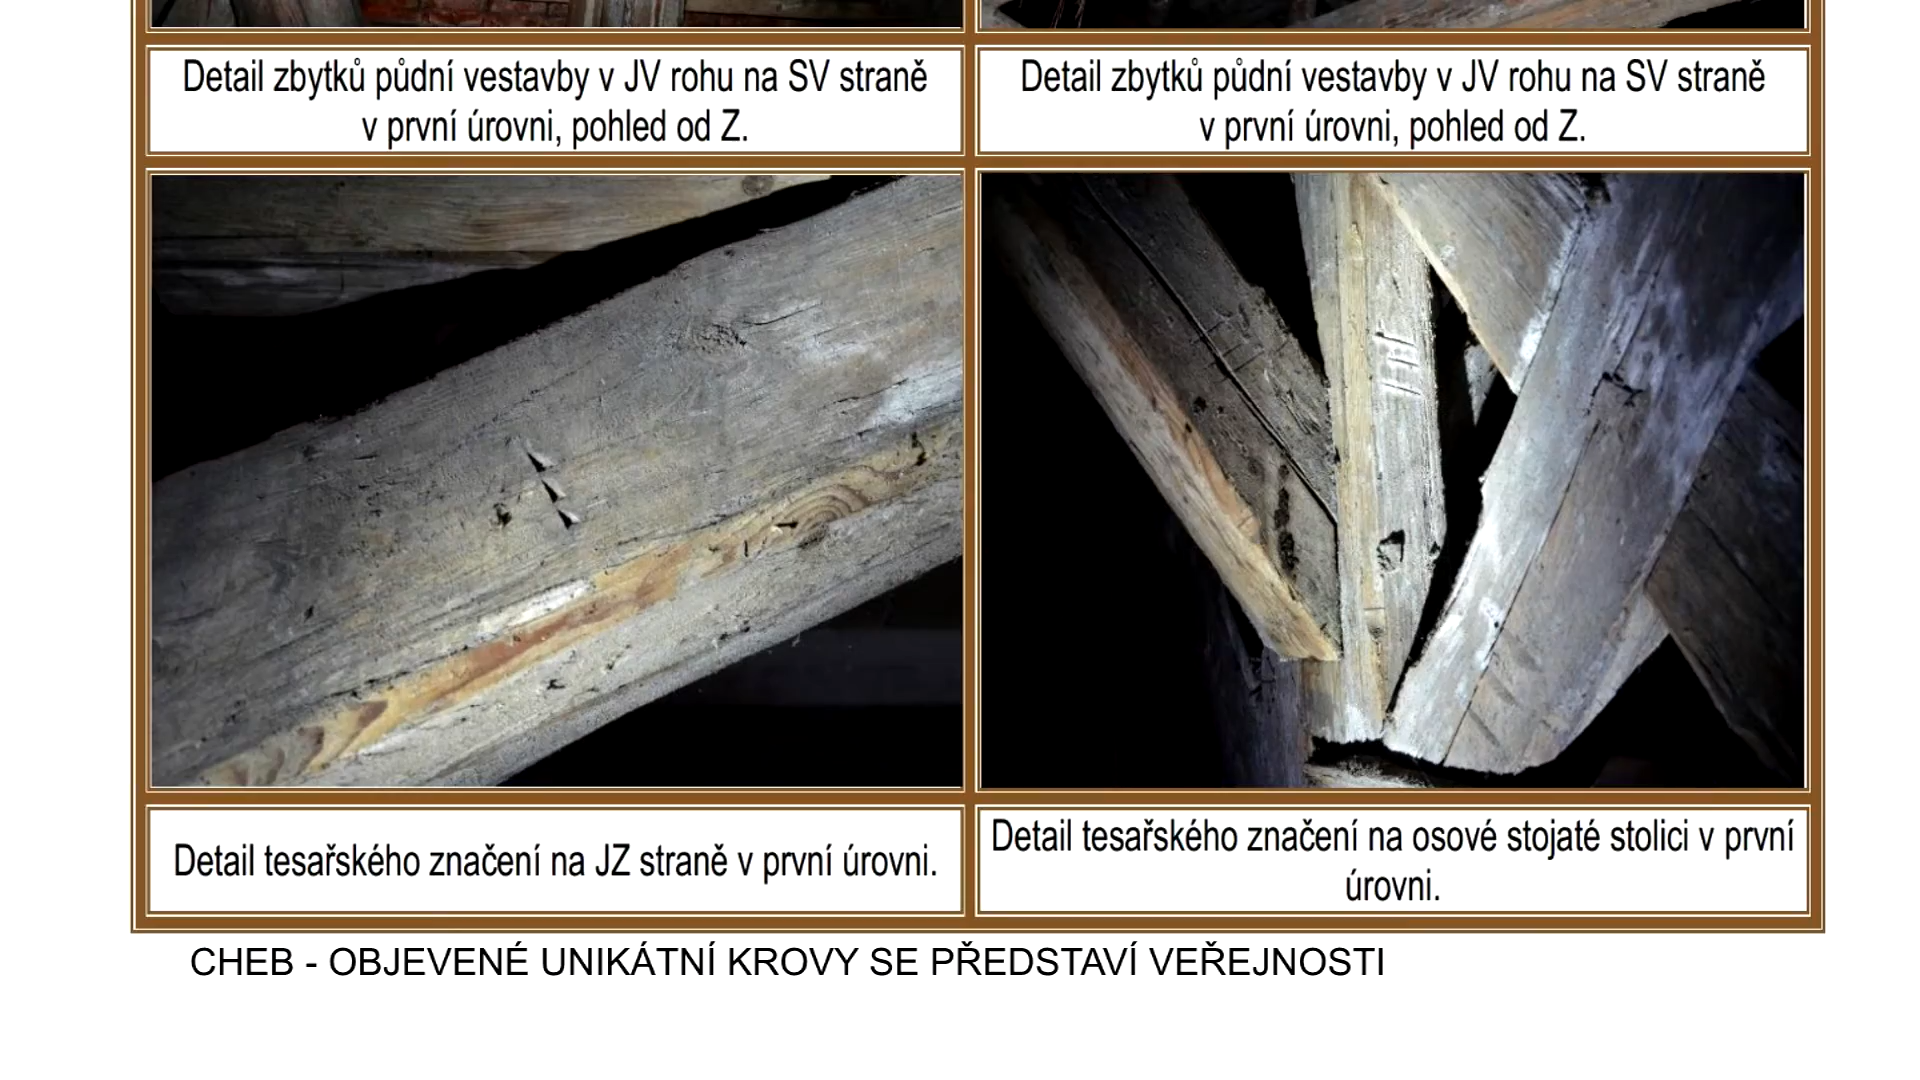 Detail zbytků půdní vestavby v JV rohu na SV straně
v první úrovni, pohled od Z.
Detail zbytků půdní vestavby v JV rohu na SV straně
v první úrovni, pohled od Z.
Detail tesařského značení na JZ straně v první úrovni.
Detail tesařského značení na osové stojaté stolici v první
úrovni.
CHEB - OBJEVENÉ UNIKÁTNÍ KROVY SE PŘEDSTAVÍ VEŘEJNOSTI